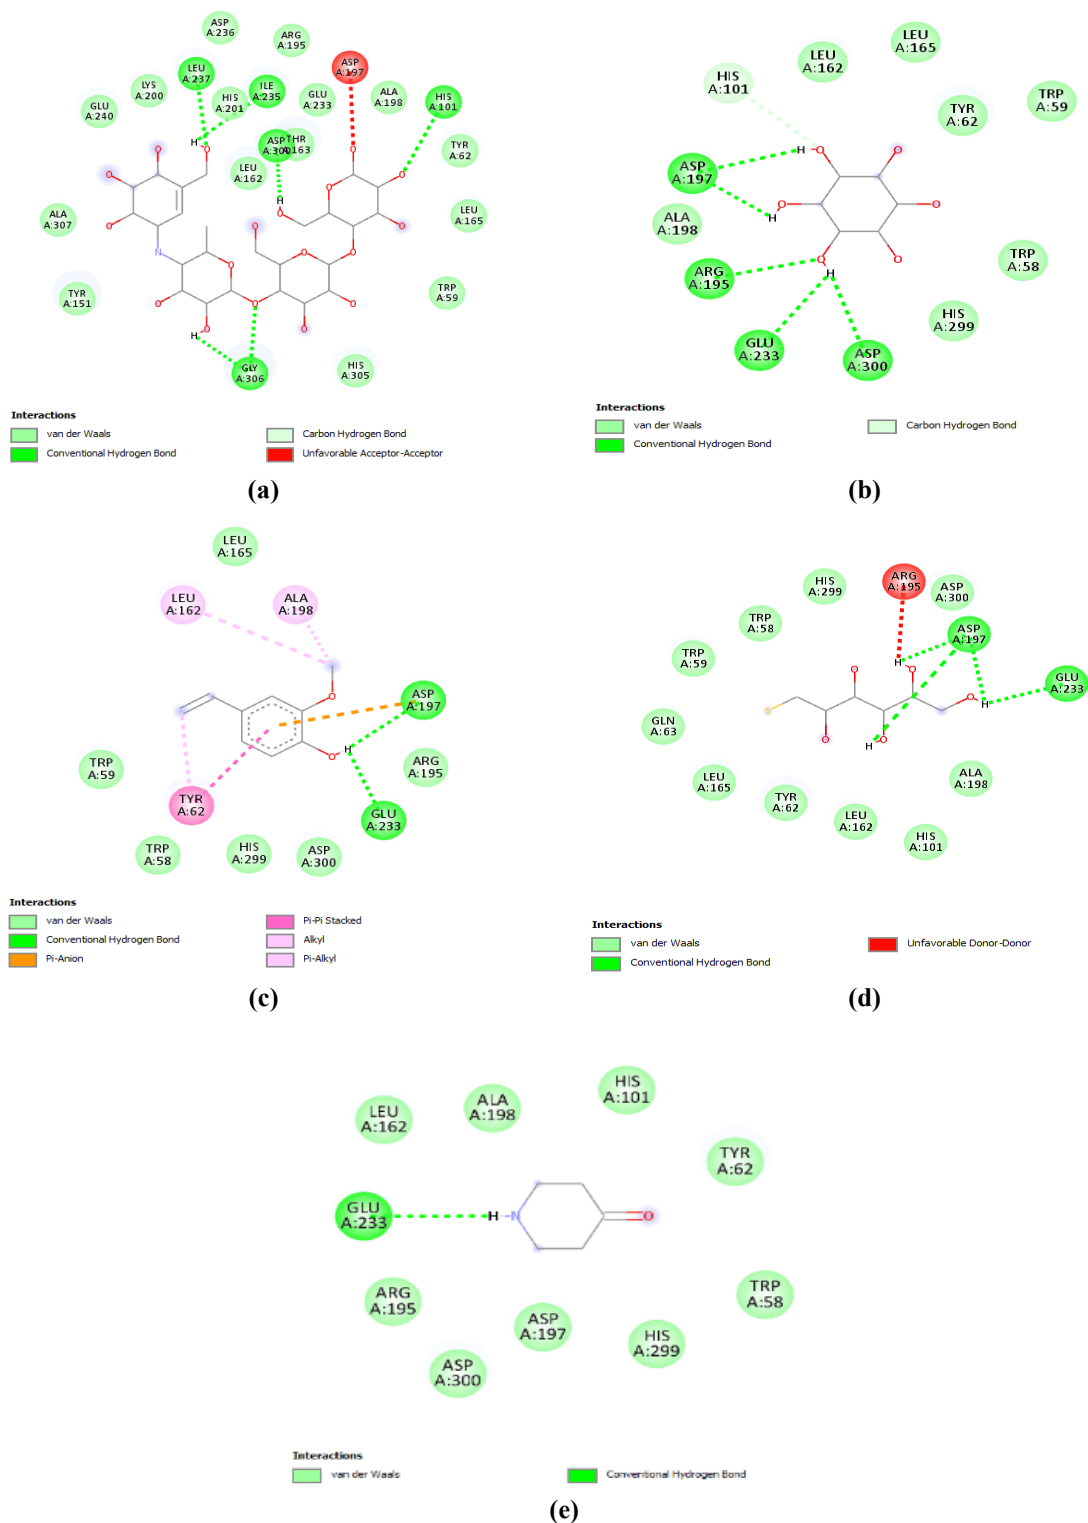 ASP
A:236
ARG
A:195
LEU
A:237
ASP
A:197
LYS
A:200
HIS
A:201
ILE
A:235
GLU
A:233
ALA
A:198
HIS
A:101
GLU
A:240
H
O
ASP
A:300
THR
A:163
TYR
A:62
LEU
A:162
O
O
O
O
H
O
O
O
LEU
A:165
ALA
A:307
O
O
O
O
O
N
O
O
TYR
A:151
O
O
O
TRP
A:59
O
H
O
GLY
A:306
HIS
A:305
Interactions
van der Waals
Conventional Hydrogen Bond
Carbon Hydrogen Bond
Unfavorable Acceptor-Acceptor
(a)
LEU
A:165
LEU
A:162
HIS
A:101
TRP
A:59
TYR
A:62
H
O
O
ASP
A:197
H
O
O
ALA
A:198
TRP
A:58
ARG
A:195
O
H
O
HIS
A:299
GLU
A:233
ASP
A:300
Interactions
van der Waals
Conventional Hydrogen Bond
Carbon Hydrogen Bond
(b)
LEU
A:165
LEU
A:162
ALA
A:198
O
ASP
A:197
O
H
TRP
A:59
ARG
A:195
TYR
A:62
GLU
A:233
TRP
A:58
HIS
A:299
ASP
A:300
Interactions
van der Waals
Conventional Hydrogen Bond
Pi-Anion
Pi-Pi Stacked
Alkyl
Pi-Alkyl
(c)
HIS
A:299
ARG
A:195
ASP
A:300
TRP
A:58
ASP
A:197
TRP
A:59
H
O
O
GLU
A:233
O
H
GLN
A:63
S
O
H
O
LEU
A:165
TYR
A:62
ALA
A:198
LEU
A:162
HIS
A:101
Interactions
van der Waals
Conventional Hydrogen Bond
Unfavorable Donor-Donor
(d)
HIS
A:101
ALA
A:198
LEU
A:162
TYR
A:62
GLU
A:233
H
N
O
ARG
A:195
TRP
A:58
ASP
A:197
HIS
A:299
ASP
A:300
Interactions
van der Waals
Conventional Hydrogen Bond
(e)